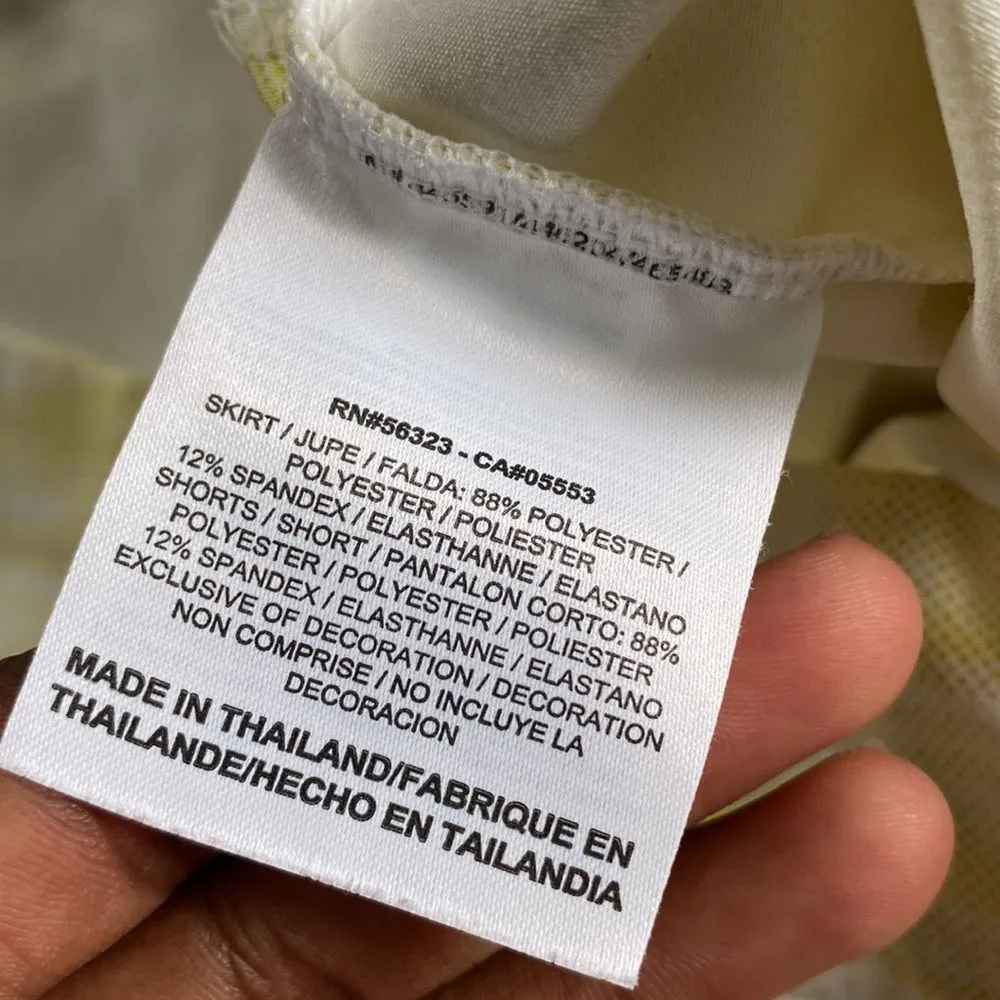 RN#56323 - CA#05553
SKIRT / JUPE / FALDA: 88% POLYESTER /
POLYESTER / POLIESTER
12% SPANDEX / ELASTHANNE / ELASTANO
SHORTS / SHORT / PANTALON CORTO: 88%
POLYESTER / POLYESTER / POLIESTER
12% SPANDEX / ELASTHANNE / ELASTANO
EXCLUSIVE OF DECORATION / DECORATION
NON COMPRISE / NO INCLUYE LA
DECORACION
MADE IN THAILAND/FABRIQUE EN
THAILANDE/HECHO EN TAILANDIA